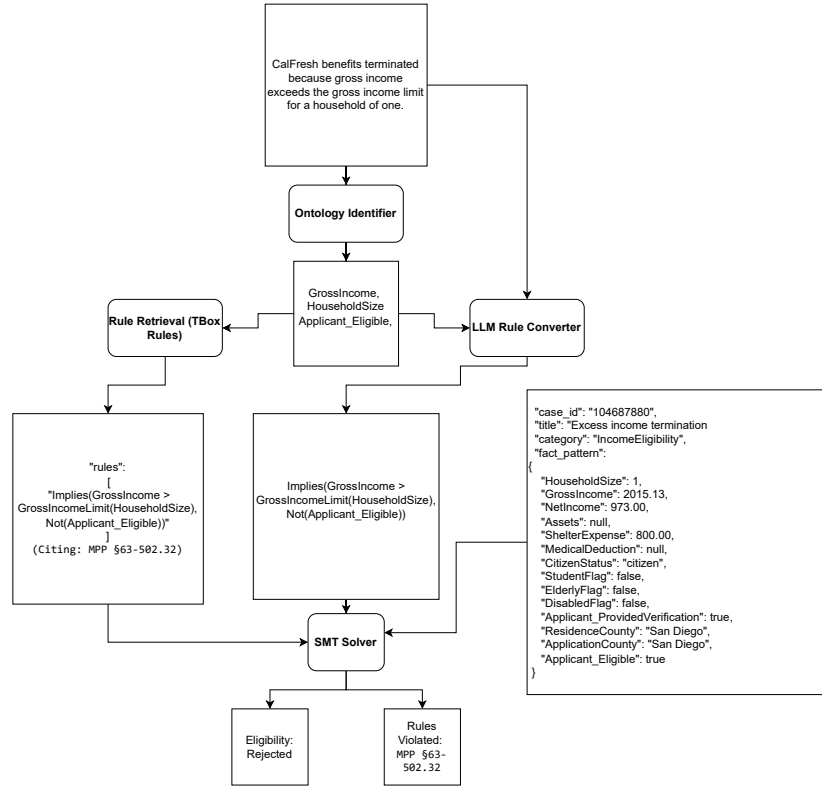 CalFresh benefits terminated
because gross income
exceeds the gross income limit
for a household of one.
Ontology Identifier
GrossIncome,
HouseholdSize
Applicant_Eligible,
Rule Retrieval (TBox
Rules)
LLM Rule Converter
"rules":
[
"Implies(GrossIncome >
GrossIncomeLimit(HouseholdSize),
Not(Applicant_Eligible))"
]
(Citing: MPP §63-502.32)
Implies(GrossIncome >
GrossIncomeLimit(HouseholdSize),
Not(Applicant_Eligible))
"case_id": "104687880",
"title": "Excess income termination
"category": "IncomeEligibility",
"fact_pattern":
{
"HouseholdSize": 1,
"GrossIncome": 2015.13,
"NetIncome": 973.00,
"Assets": null,
"ShelterExpense": 800.00,
"MedicalDeduction": null,
"CitizenStatus": "citizen",
"StudentFlag": false,
"ElderlyFlag": false,
"DisabledFlag": false,
"Applicant_ProvidedVerification": true,
"ResidenceCounty": "San Diego",
"ApplicationCounty": "San Diego",
"Applicant_Eligible": true
}
SMT Solver
Eligibility:
Rejected
Rules
Violated:
MPP §63-
502.32